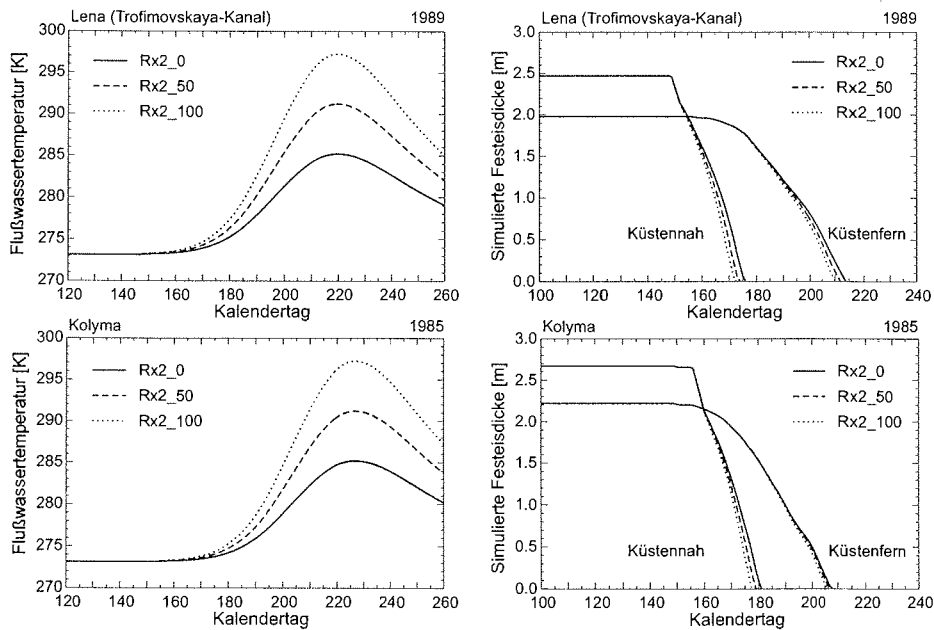 Lena (Trofimovskaya-Kanal) 1989
300
295
290
285
280
275
270
Flußwassertemperatur [K]
Rx2_0
Rx2_50
Rx2_100
120 140 160 180 200 220 240 260
Kalendertag
Lena (Trofimovskaya-Kanal) 1989
3.0
2.5
2.0
1.5
1.0
0.5
0.0
Simulierte Festeisdicke [m]
Rx2_0
Rx2_50
Rx2_100
Küstennah Küstenfern
100 120 140 160 180 200 220 240
Kalendertag
Kolyma 1985
300
295
290
285
280
275
270
Flußwassertemperatur [K]
Rx2_0
Rx2_50
Rx2_100
120 140 160 180 200 220 240 260
Kalendertag
Kolyma 1985
3.0
2.5
2.0
1.5
1.0
0.5
0.0
Simulierte Festeisdicke [m]
Rx2_0
Rx2_50
Rx2_100
Küstennah Küstenfern
100 120 140 160 180 200 220 240
Kalendertag